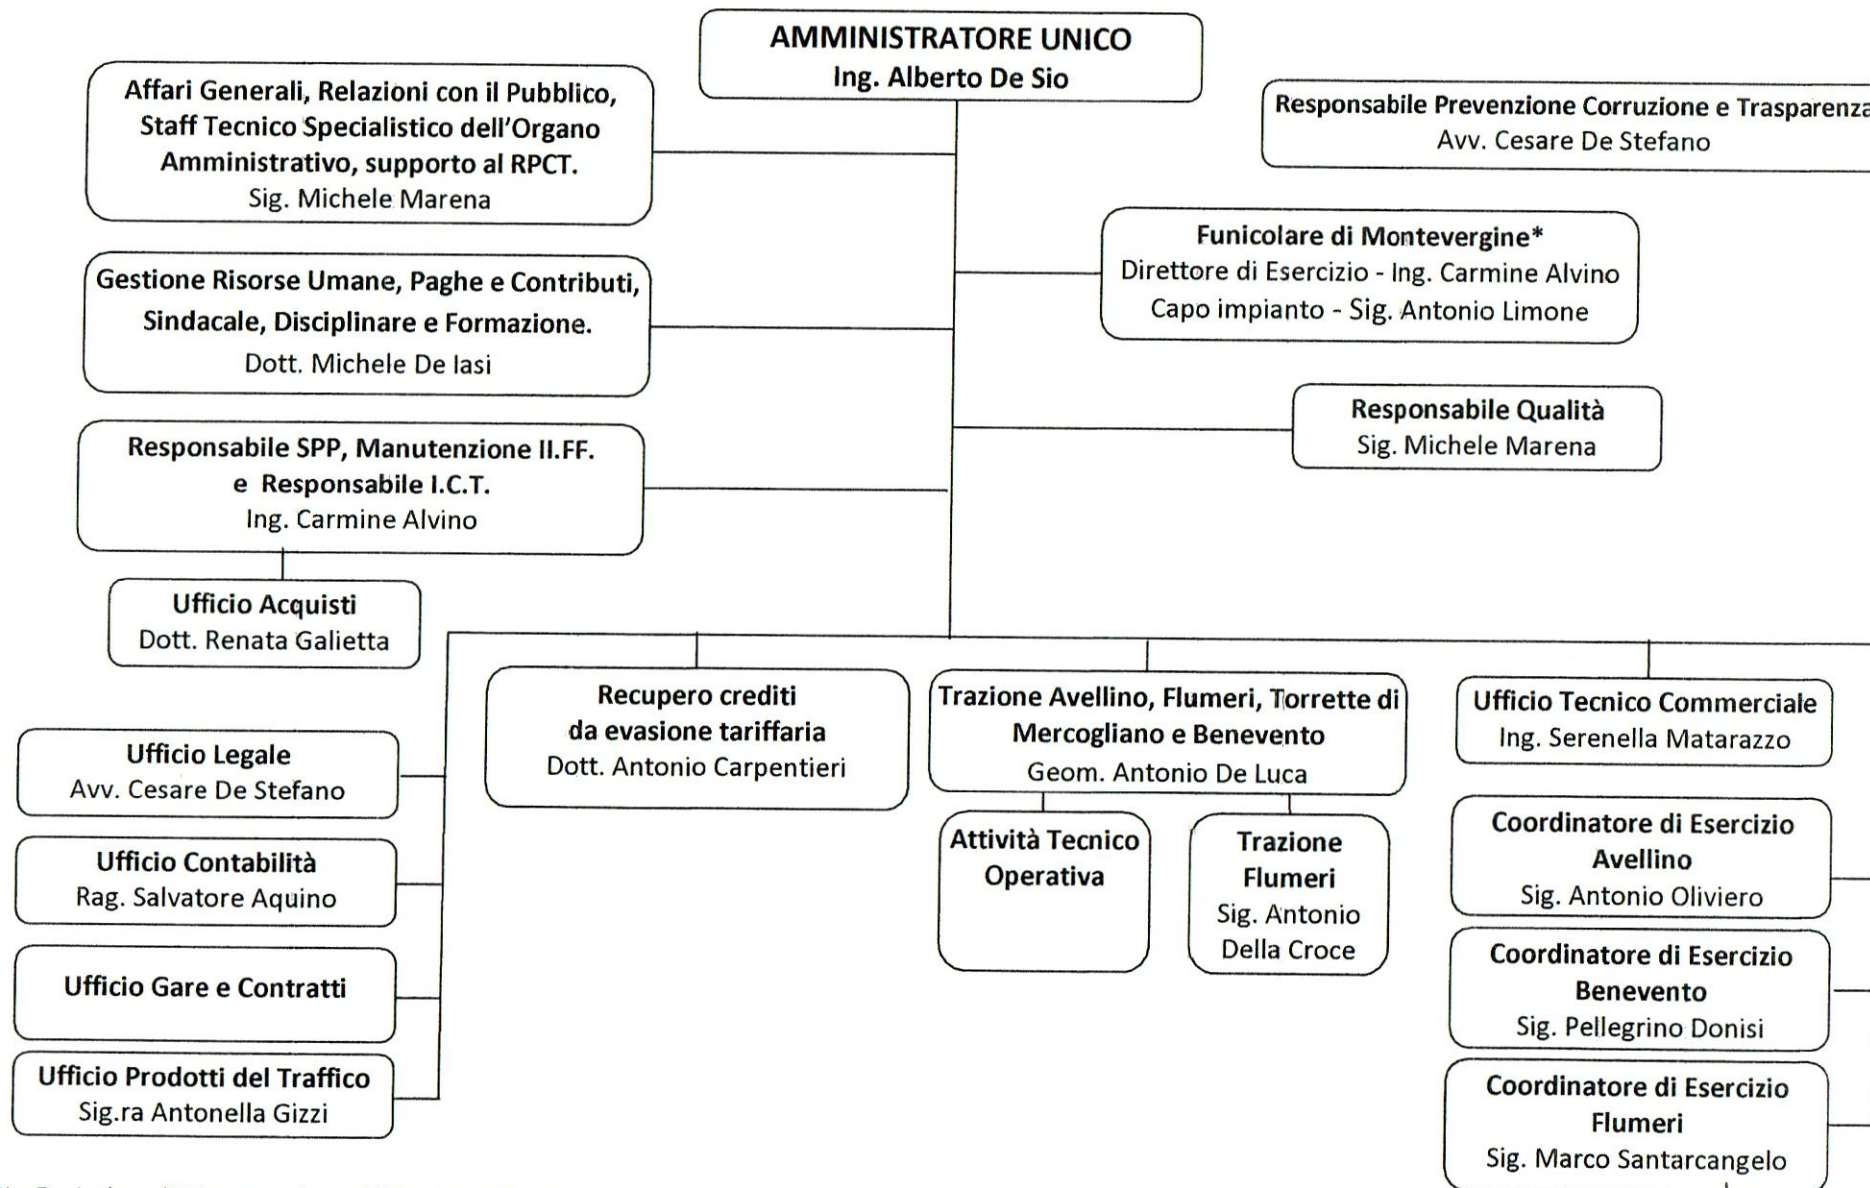 AMMINISTRATORE UNICO
Ing. Alberto De Sio
Affari Generali, Relazioni con il Pubblico,
Staff Tecnico Specialistico dell'Organo
Amministrativo, supporto al RPCT.
Sig. Michele Marena
Responsabile Prevenzione Corruzione e Trasparenza
Avv. Cesare De Stefano
Funicolare di Montevergine*
Direttore di Esercizio - Ing. Carmine Alvino
Capo impianto - Sig. Antonio Limone
Gestione Risorse Umane, Paghe e Contributi,
Sindacale, Disciplinare e Formazione.
Dott. Michele De Iasi
Responsabile Qualità
Sig. Michele Marena
Responsabile SPP, Manutenzione II.FF.
e Responsabile I.C.T.
Ing. Carmine Alvino
Ufficio Acquisti
Dott. Renata Galietta
Ufficio Legale
Avv. Cesare De Stefano
Ufficio Contabilità
Rag. Salvatore Aquino
Ufficio Gare e Contratti
Ufficio Prodotti del Traffico
Sig.ra Antonella Gizzi
Recupero crediti
da evasione tariffaria
Dott. Antonio Carpentieri
Trazione Avellino, Flumeri, Torrette di
Mercogliano e Benevento
Geom. Antonio De Luca
Attività Tecnico
Operativa
Trazione
Flumeri
Sig. Antonio
Della Croce
Ufficio Tecnico Commerciale
Ing. Serenella Matarazzo
Coordinatore di Esercizio
Avellino
Sig. Antonio Oliviero
Coordinatore di Esercizio
Benevento
Sig. Pellegrino Donisi
Coordinatore di Esercizio
Flumeri
Sig. Marco Santarcangelo